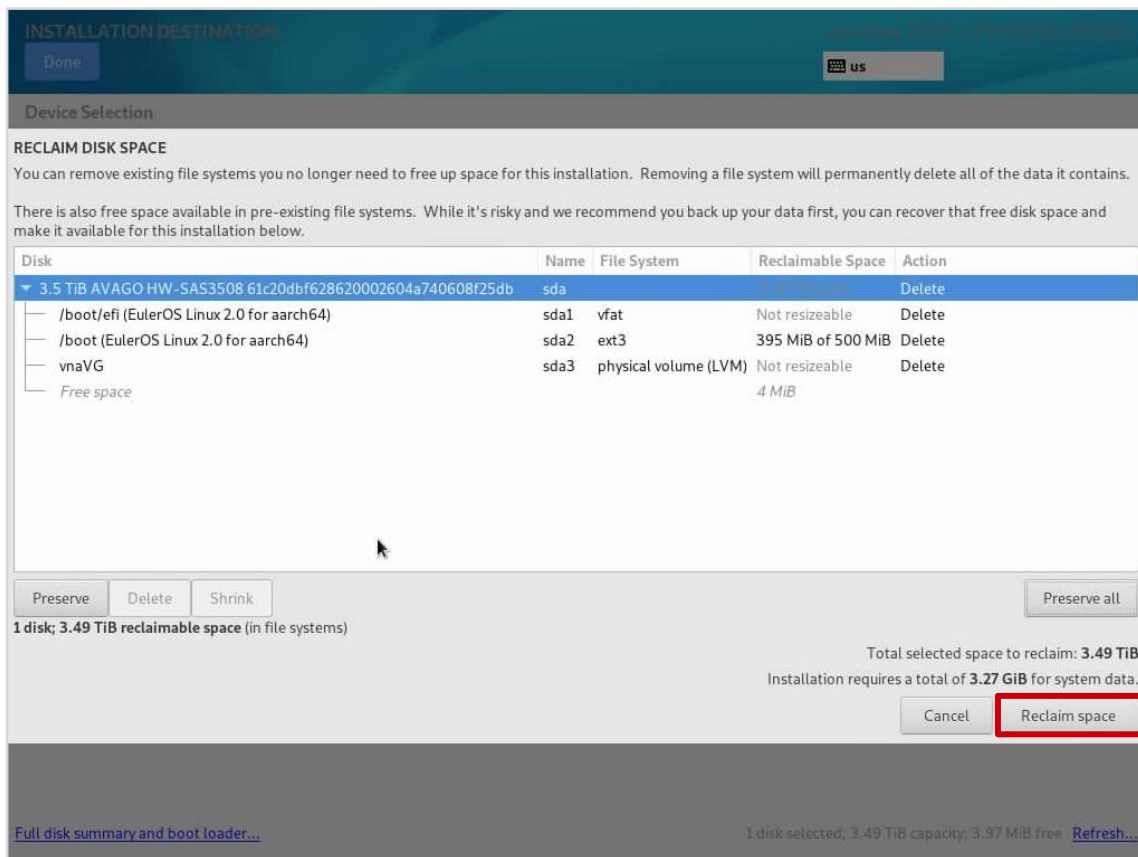 INSTALLATION DESTINATION
Done
us
Device Selection
RECLAIM DISK SPACE
You can remove existing file systems you no longer need to free up space for this installation. Removing a file system will permanently delete all of the data it contains.
There is also free space available in pre-existing file systems. While it's risky and we recommend you back up your data first, you can recover that free disk space and
make it available for this installation below.
Disk Name File System Reclaimable Space Action
3.5 TiB AVAGO HW-SAS3508 61c20dbf628620002604a740608f25db sda Delete
/boot/efi (EulerOS Linux 2.0 for aarch64) sda1 vfat Not resizeable Delete
/boot (EulerOS Linux 2.0 for aarch64) sda2 ext3 395 MiB of 500 MiB Delete
vnaVG sda3 physical volume (LVM) Not resizeable Delete
Free space 4 MiB
Preserve Delete Shrink Preserve all
1 disk; 3.49 TiB reclaimable space (in file systems)
Total selected space to reclaim: 3.49 TiB
Installation requires a total of 3.27 GiB for system data.
Cancel Reclaim space
Full disk summary and boot loader... 1 disk selected; 3.49 TiB capacity; 3.97 MiB free Refresh...